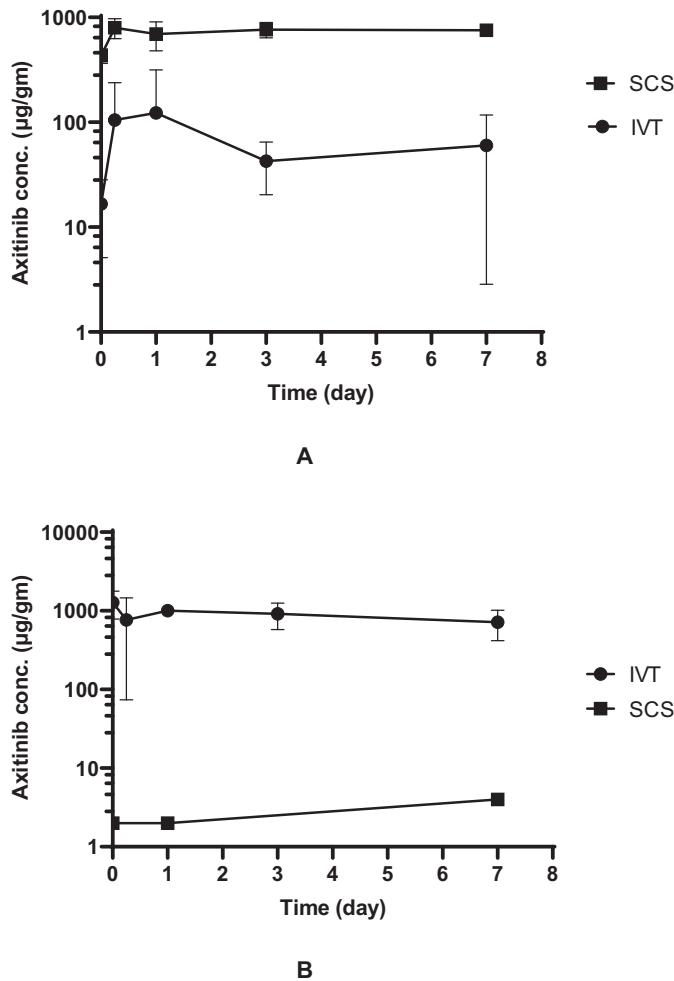 1000
100
10
1
0 1 2 3 4 5 6 7 8
Time (day)
Axitinib conc. (µg/gm)
SCS
IVT
A
10000
1000
100
10
1
0 1 2 3 4 5 6 7 8
Time (day)
Axitinib conc. (µg/gm)
IVT
SCS
B